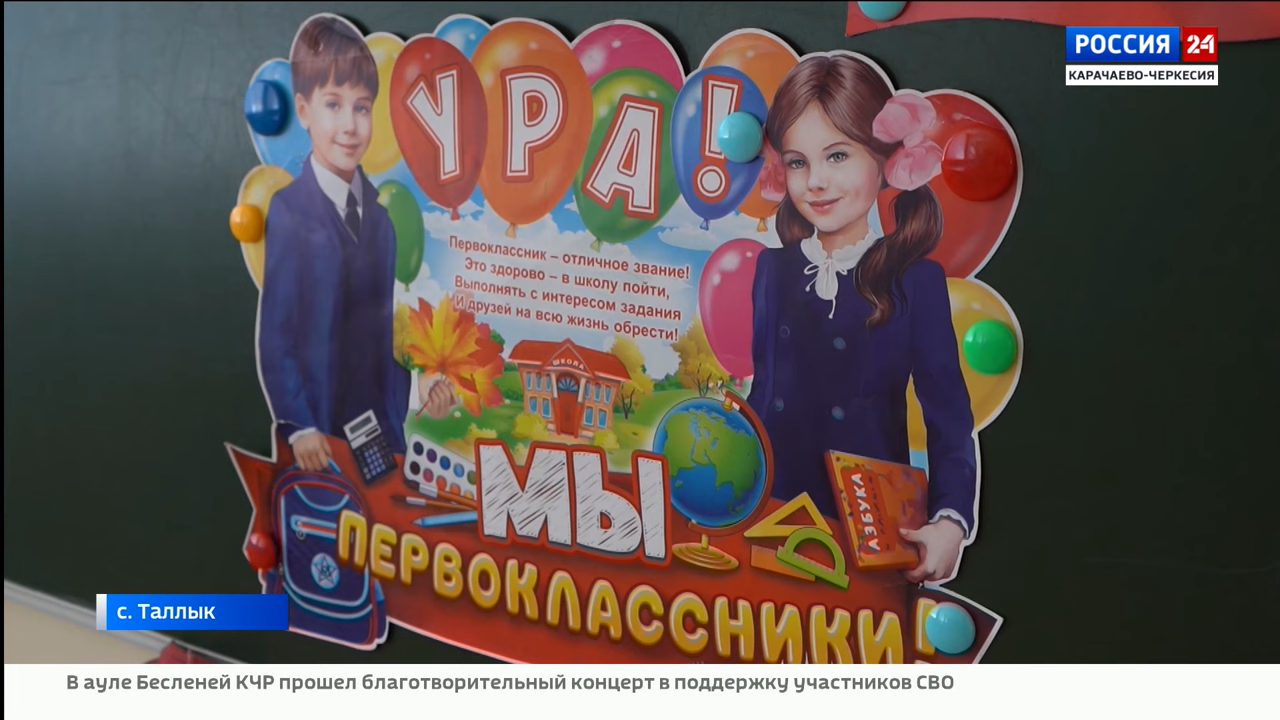 РОССИЯ 24
КАРАЧАЕВО-ЧЕРКЕСИЯ
УРА!
Первоклассник – отличное звание!
Это здорово – в школу пойти,
Выполнять с интересом задания
И друзей на всю жизнь обрести!
ШКОЛА
МЫ
АЗБУКА
ПЕРВОКЛАССНИКИ!
с. Таллык
В ауле Бесленей КЧР прошел благотворительный концерт в поддержку участников СВО